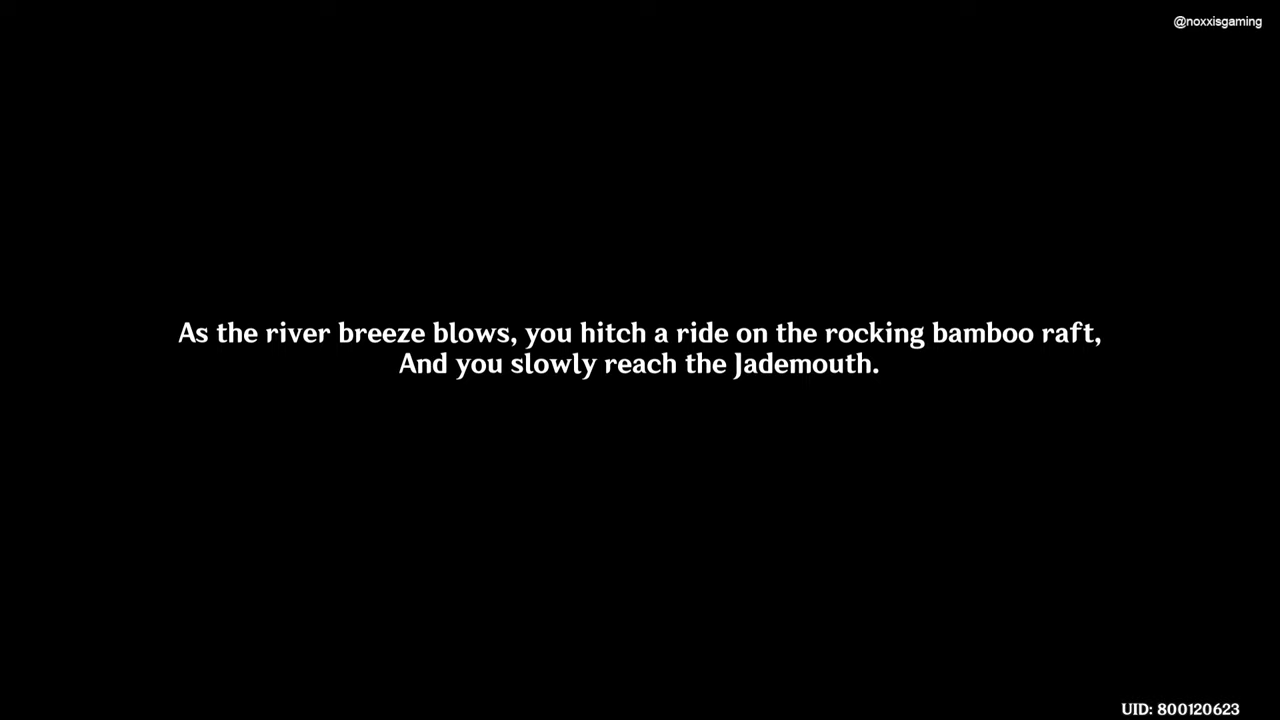 @noxxisgaming
As the river breeze blows, you hitch a ride on the rocking bamboo raft,
And you slowly reach the Jademouth.
UID: 800120623